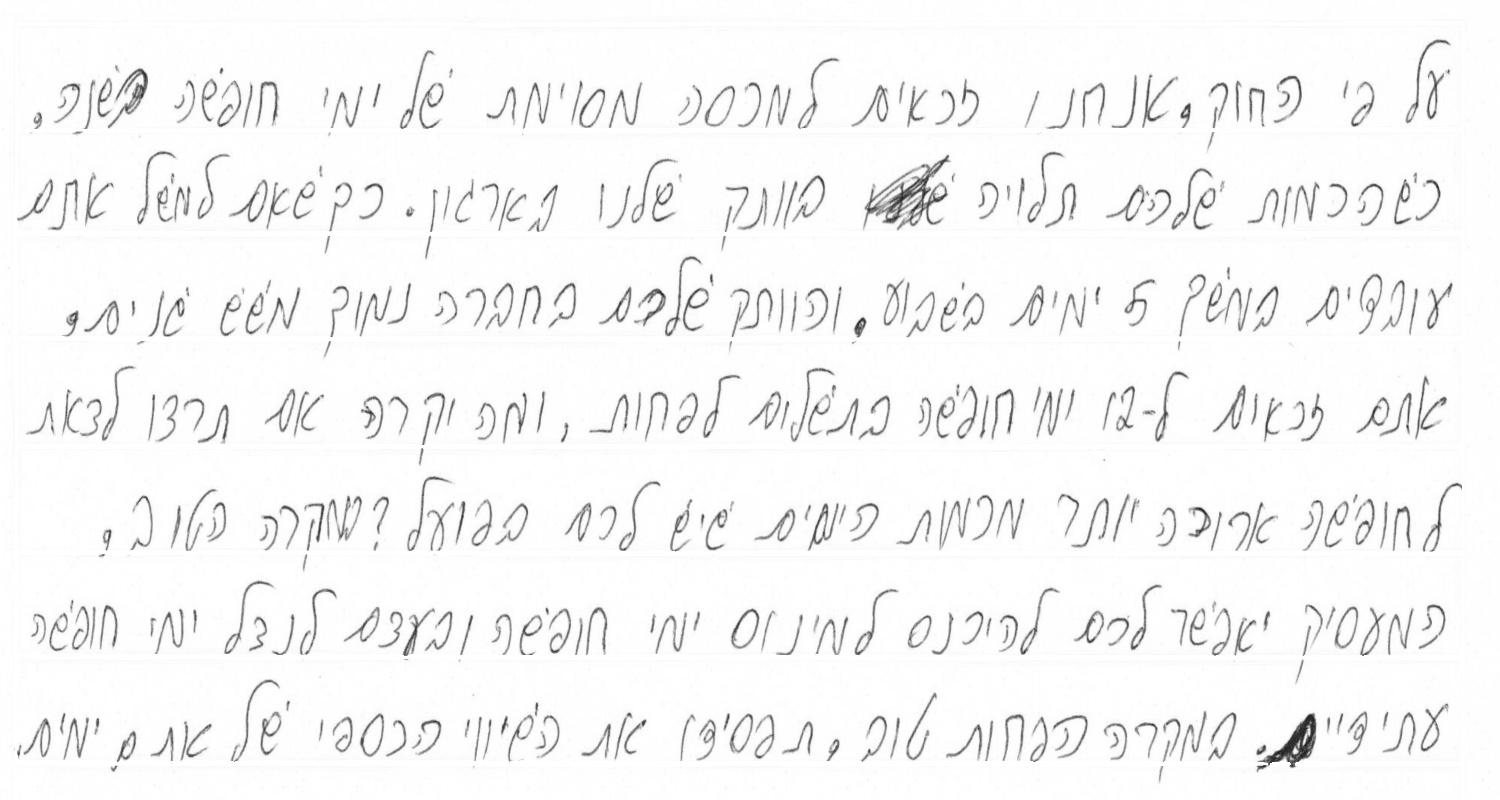 על פי החוק, אנחנו זכאים למכסה מסוימת של ימי חופשה בשנה,
כשהכמות שלהם תלויה בוותק שלנו בארגון. כך שאם למשל אתם
עובדים במשך 5 ימים בשבוע, והוותק שלכם בחברה נמוך משש שנים,
אתם זכאים ל-12 ימי חופשה בתשלום לפחות, ומה יקרה אם תרצו לצאת
לחופשה ארוכה יותר מכמות הימים שיש לכם בפועל? במקרה הטוב,
המעסיק יאפשר לכם להיכנס למינוס ימי חופשה ובעצם לנצל ימי חופשה
עתידיים. במקרה הפחות טוב, תפסידו את השיווי הכספי של אתם ימים.